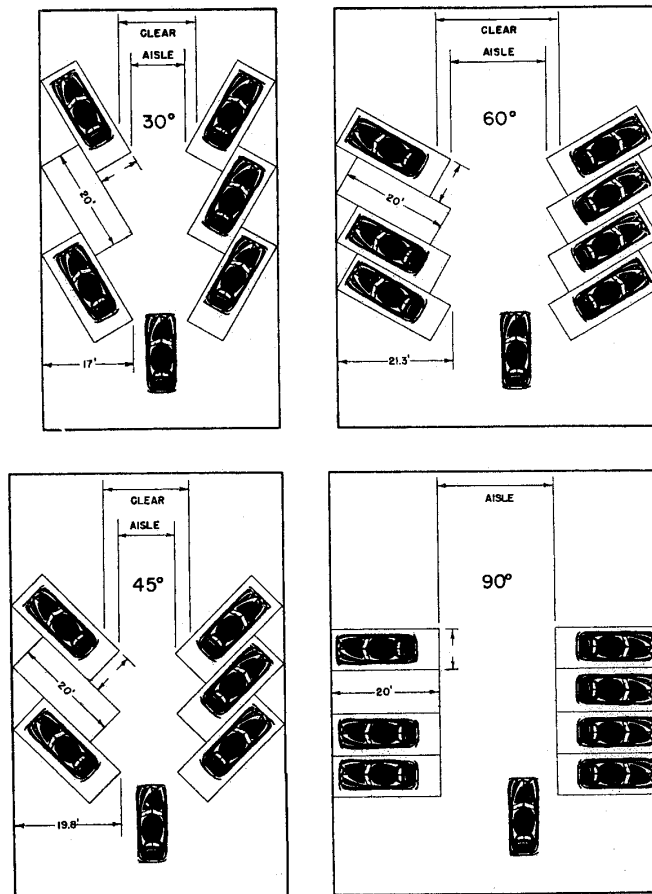 CLEAR
AISLE
30°
20'
17'
CLEAR
AISLE
60°
20'
21.3'
CLEAR
AISLE
45°
20'
19.8'
AISLE
90°
20'